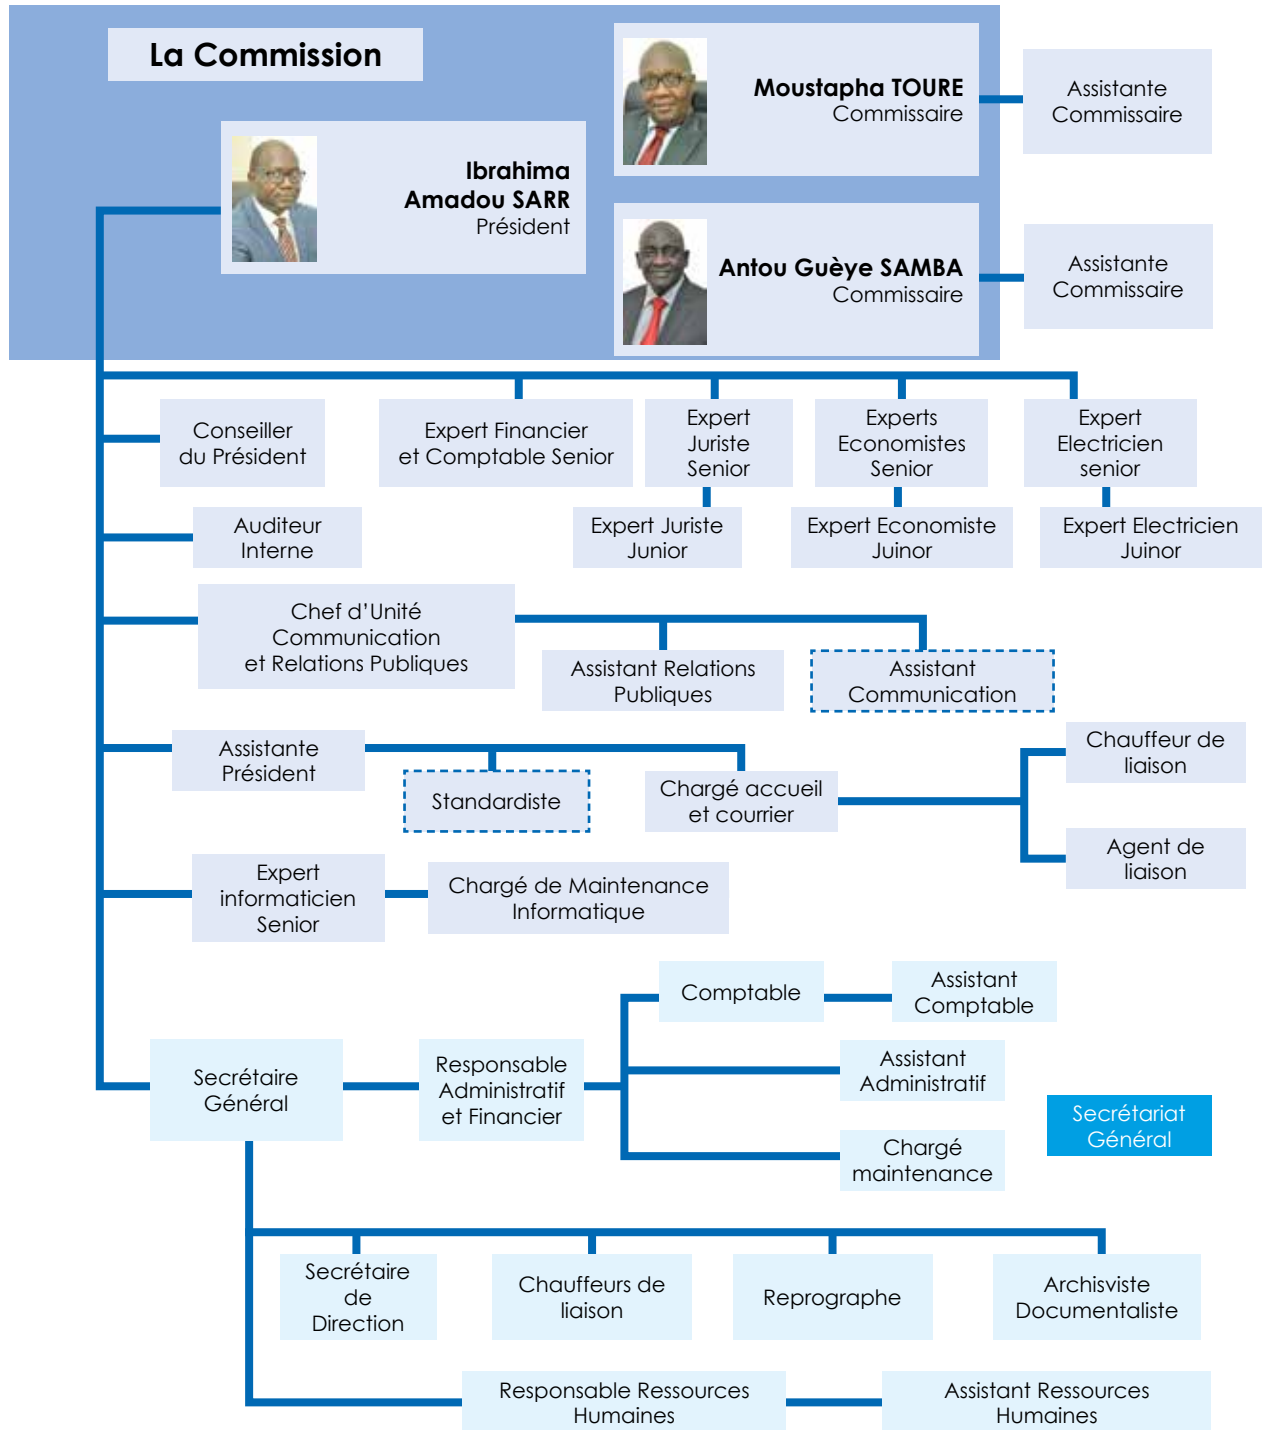 La Commission
Moustapha TOURE
Commissaire
Assistante
Commissaire
Ibrahima
Amadou SARR
Président
Antou Guèye SAMBA
Commissaire
Assistante
Commissaire
Conseiller
du Président
Expert Financier
et Comptable Senior
Expert
Juriste
Senior
Experts
Economistes
Senior
Expert
Electricien
senior
Auditeur
Interne
Expert Juriste
Junior
Expert Economiste
Juinor
Expert Electricien
Juinor
Chef d’Unité
Communication
et Relations Publiques
Assistant Relations
Publiques
Assistant
Communication
Assistante
Président
Standardiste
Chargé accueil
et courrier
Chauffeur de
liaison
Agent de
liaison
Expert
informaticien
Senior
Chargé de Maintenance
Informatique
Comptable
Assistant
Comptable
Secrétaire
Général
Responsable
Administratif
et Financier
Assistant
Administratif
Chargé
maintenance
Secrétariat
Général
Secrétaire
de
Direction
Chauffeurs de
liaison
Reprographe
Archisviste
Documentaliste
Responsable Ressources
Humaines
Assistant Ressources
Humaines